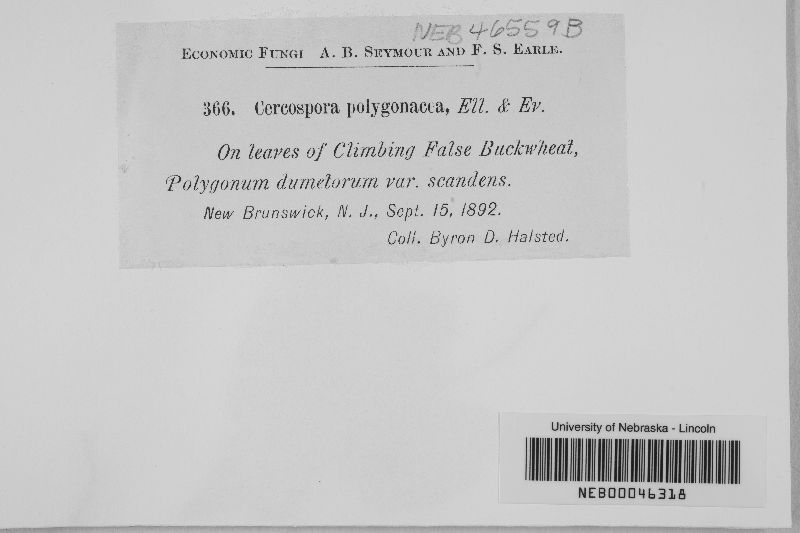 NEB 46559B
ECONOMIC FUNGI A. B. SEYMOUR AND F. S. EARLE.
366. Cercospora polygonacea, Ell. & Ev.
On leaves of Climbing False Buckwheat,
Polygonum dumetorum var. scandens.
New Brunswick, N. J., Sept. 15, 1892.
Coll. Byron D. Halsted.
University of Nebraska - Lincoln
NEB00046318